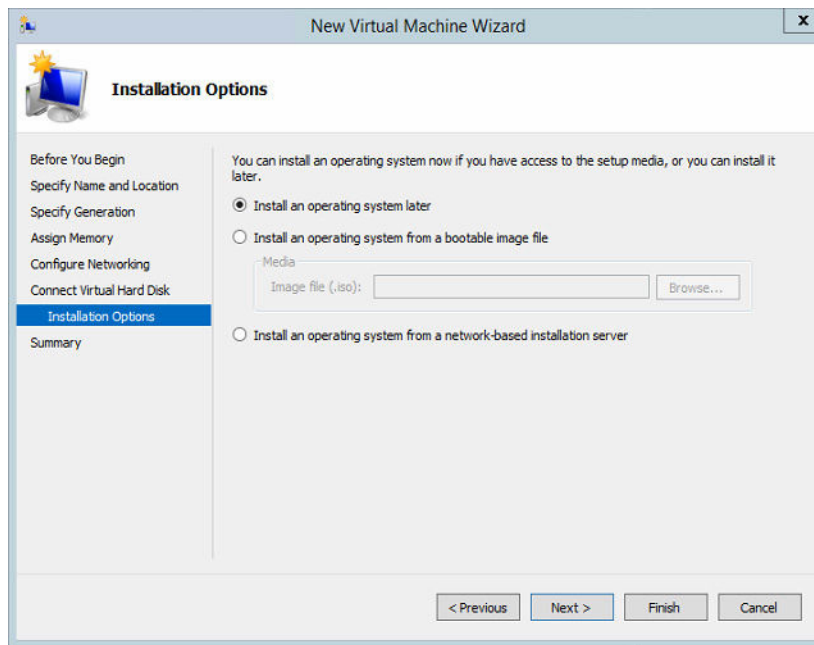 New Virtual Machine Wizard
x
Installation Options
Before You Begin
Specify Name and Location
Specify Generation
Assign Memory
Configure Networking
Connect Virtual Hard Disk
Installation Options
Summary
You can install an operating system now if you have access to the setup media, or you can install it
later.
Install an operating system later
Install an operating system from a bootable image file
Media
Image file (.iso):
Browse...
Install an operating system from a network-based installation server
< Previous
Next >
Finish
Cancel